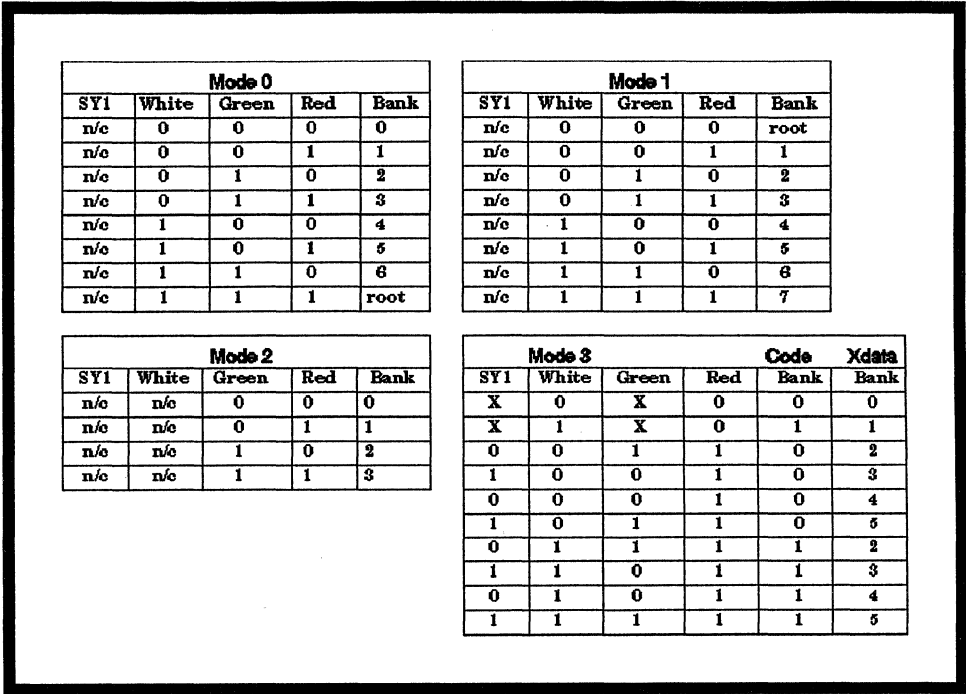 Mode 0
SY1 White Green Red Bank
n/c 0 0 0 0
n/c 0 0 1 1
n/c 0 1 0 2
n/c 0 1 1 3
n/c 1 0 0 4
n/c 1 0 1 5
n/c 1 1 0 6
n/c 1 1 1 root
Mode 1
SY1 White Green Red Bank
n/c 0 0 0 root
n/c 0 0 1 1
n/c 0 1 0 2
n/c 0 1 1 3
n/c 1 0 0 4
n/c 1 0 1 5
n/c 1 1 0 6
n/c 1 1 1 7
Mode 2
SY1 White Green Red Bank
n/c n/c 0 0 0
n/c n/c 0 1 1
n/c n/c 1 0 2
n/c n/c 1 1 3
Mode 3 Code Xdata
SY1 White Green Red Bank Bank
X 0 X 0 0 0
X 1 X 0 1 1
0 0 1 1 0 2
1 0 0 1 0 3
0 0 0 1 0 4
1 0 1 1 0 5
0 1 1 1 1 2
1 1 0 1 1 3
0 1 0 1 1 4
1 1 1 1 1 5